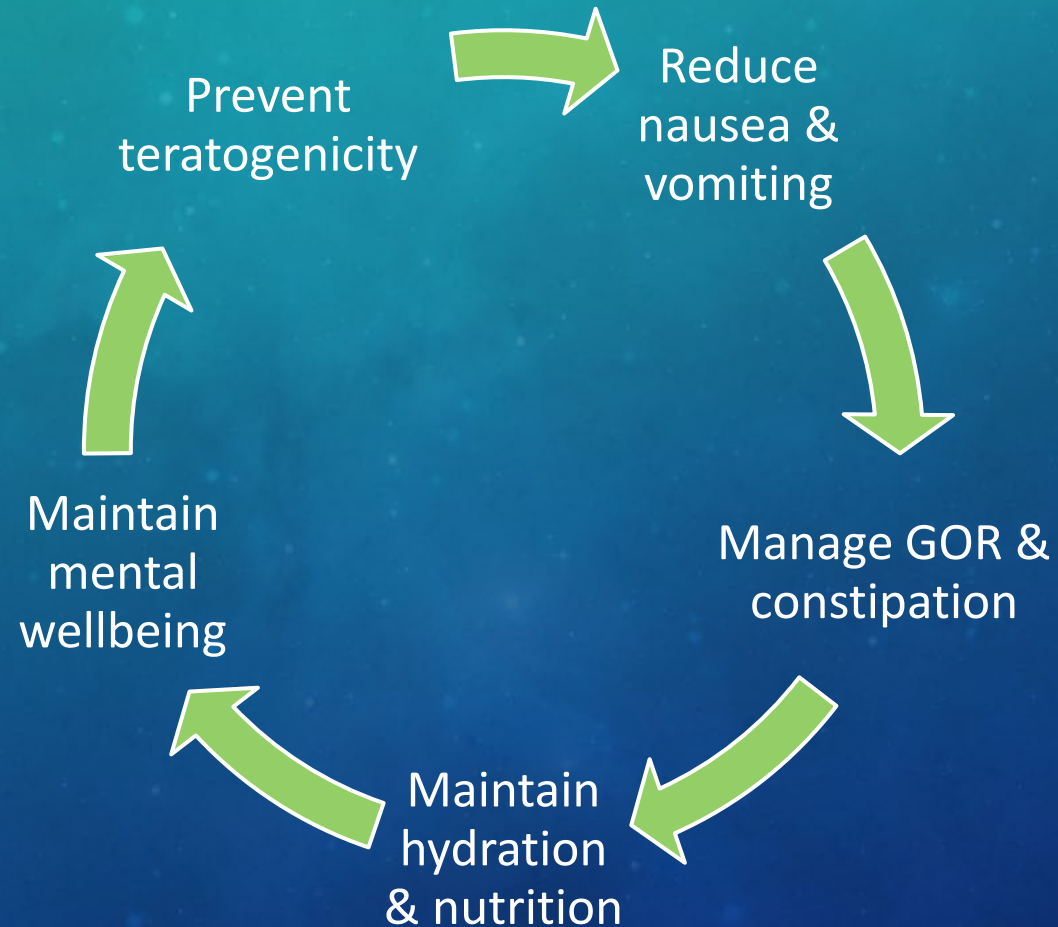 Prevent
teratogenicity
Reduce
nausea &
vomiting
Manage GOR &
constipation
Maintain
hydration
& nutrition
Maintain
mental
wellbeing